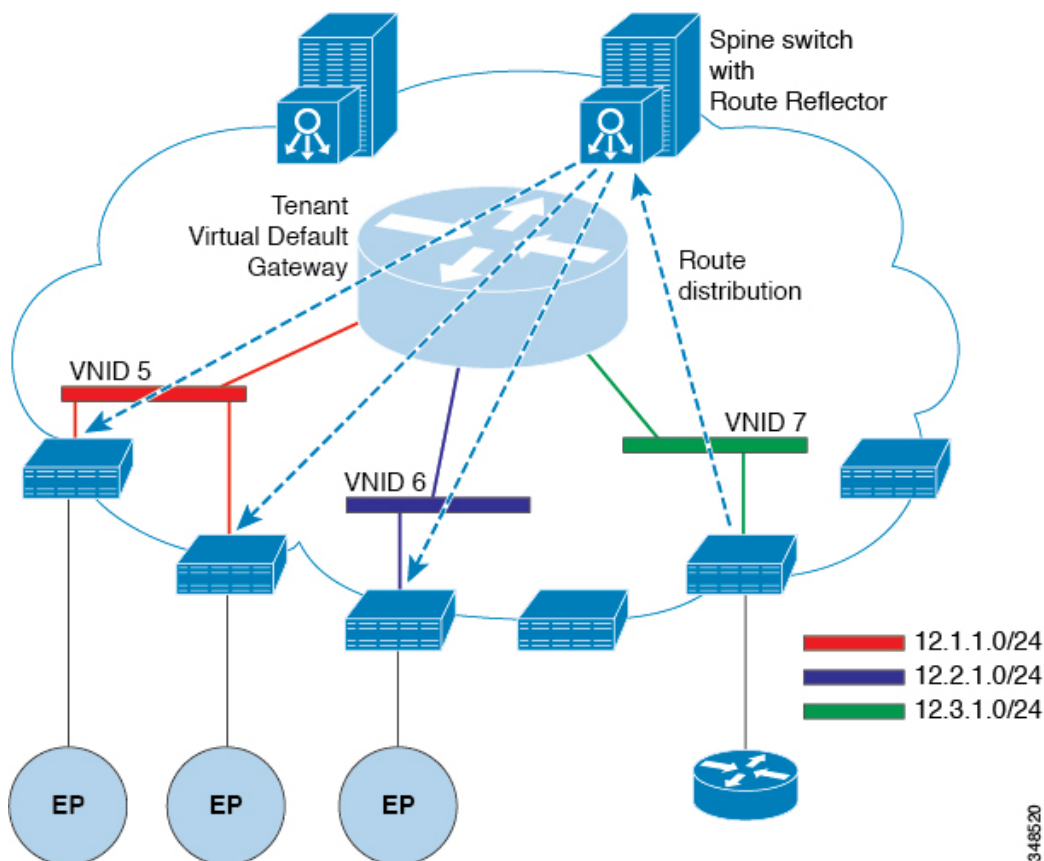 Spine switch
with
Route Reflector
Tenant
Virtual Default
Gateway
Route
distribution
VNID 5
VNID 7
VNID 6
12.1.1.0/24
12.2.1.0/24
12.3.1.0/24
EP
EP
EP
348520